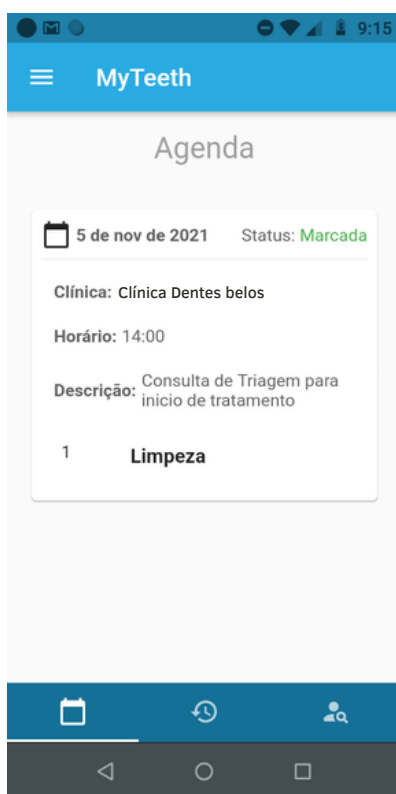 9:15
MyTeeth
Agenda
5 de nov de 2021 Status: Marcada
Clínica: Clínica Dentes belos
Horário: 14:00
Descrição: Consulta de Triagem para
inicio de tratamento
1 Limpeza